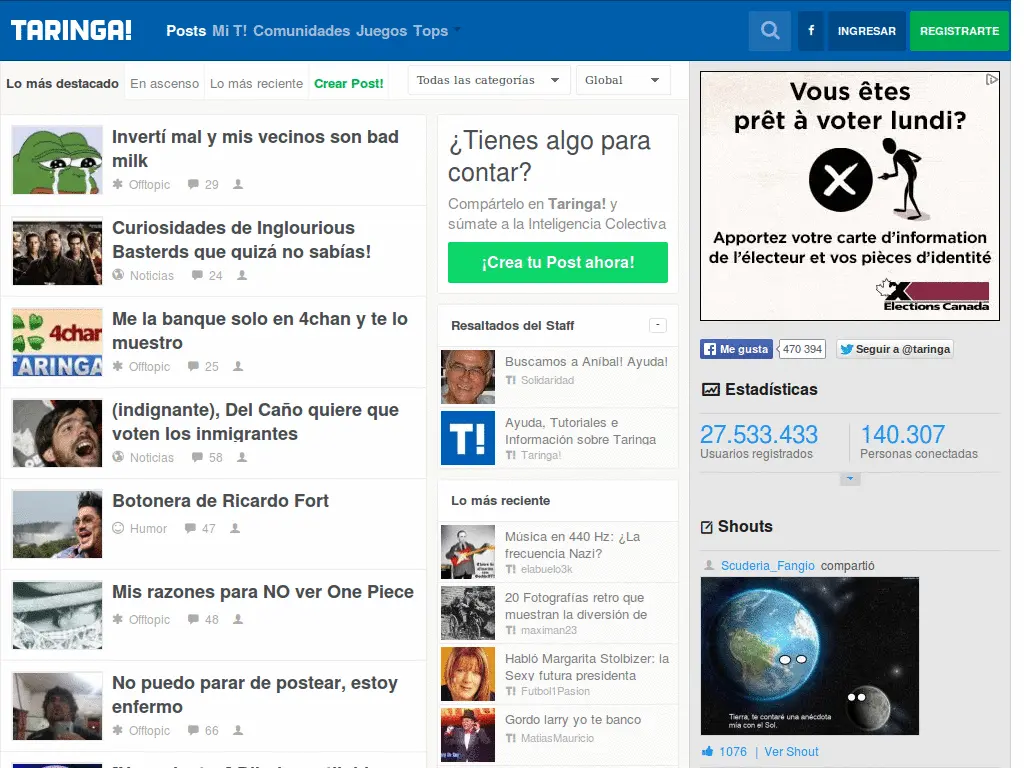 TARINGA!
Posts Mi T! Comunidades Juegos Tops
f
INGRESAR
REGISTRARTE
Lo más destacado
En ascenso
Lo más reciente
Crear Post!
Todas las categorías
Global
Invertí mal y mis vecinos son bad
milk
Offtopic 29
Curiosidades de Inglourious
Basterds que quizá no sabías!
Noticias 24
4chan
TARINGA
Me la banque solo en 4chan y te lo
muestro
Offtopic 25
(indignante), Del Caño quiere que
voten los inmigrantes
Noticias 58
Botonera de Ricardo Fort
Humor 47
Mis razones para NO ver One Piece
Offtopic 48
No puedo parar de postear, estoy
enfermo
Offtopic 66
¿Tienes algo para
contar?
Compártelo en Taringa! y
súmate a la Inteligencia Colectiva
¡Crea tu Post ahora!
Resaltados del Staff
-
Buscamos a Aníbal! Ayuda!
T! Solidaridad
T!
Ayuda, Tutoriales e
Información sobre Taringa
T! Taringa!
Lo más reciente
Música en 440 Hz: ¿La
frecuencia Nazi?
T! elabuelo3k
20 Fotografías retro que
muestran la diversión de
T! maximan23
Habló Margarita Stolbizer: la
Sexy futura presidenta
T! Futbol1Pasion
Gordo larry yo te banco
T! MatiasMauricio
Vous êtes
prêt à voter lundi?
Apportez votre carte d'information
de l'électeur et vos pièces d'identité
Elections Canada
Me gusta
470 394
Seguir a @taringa
Estadísticas
27.533.433
Usuarios registrados
140.307
Personas conectadas
Shouts
Scuderia_Fangio compartió
Tierra, te contaré una anécdota
mía con el Sol.
1076 | Ver Shout